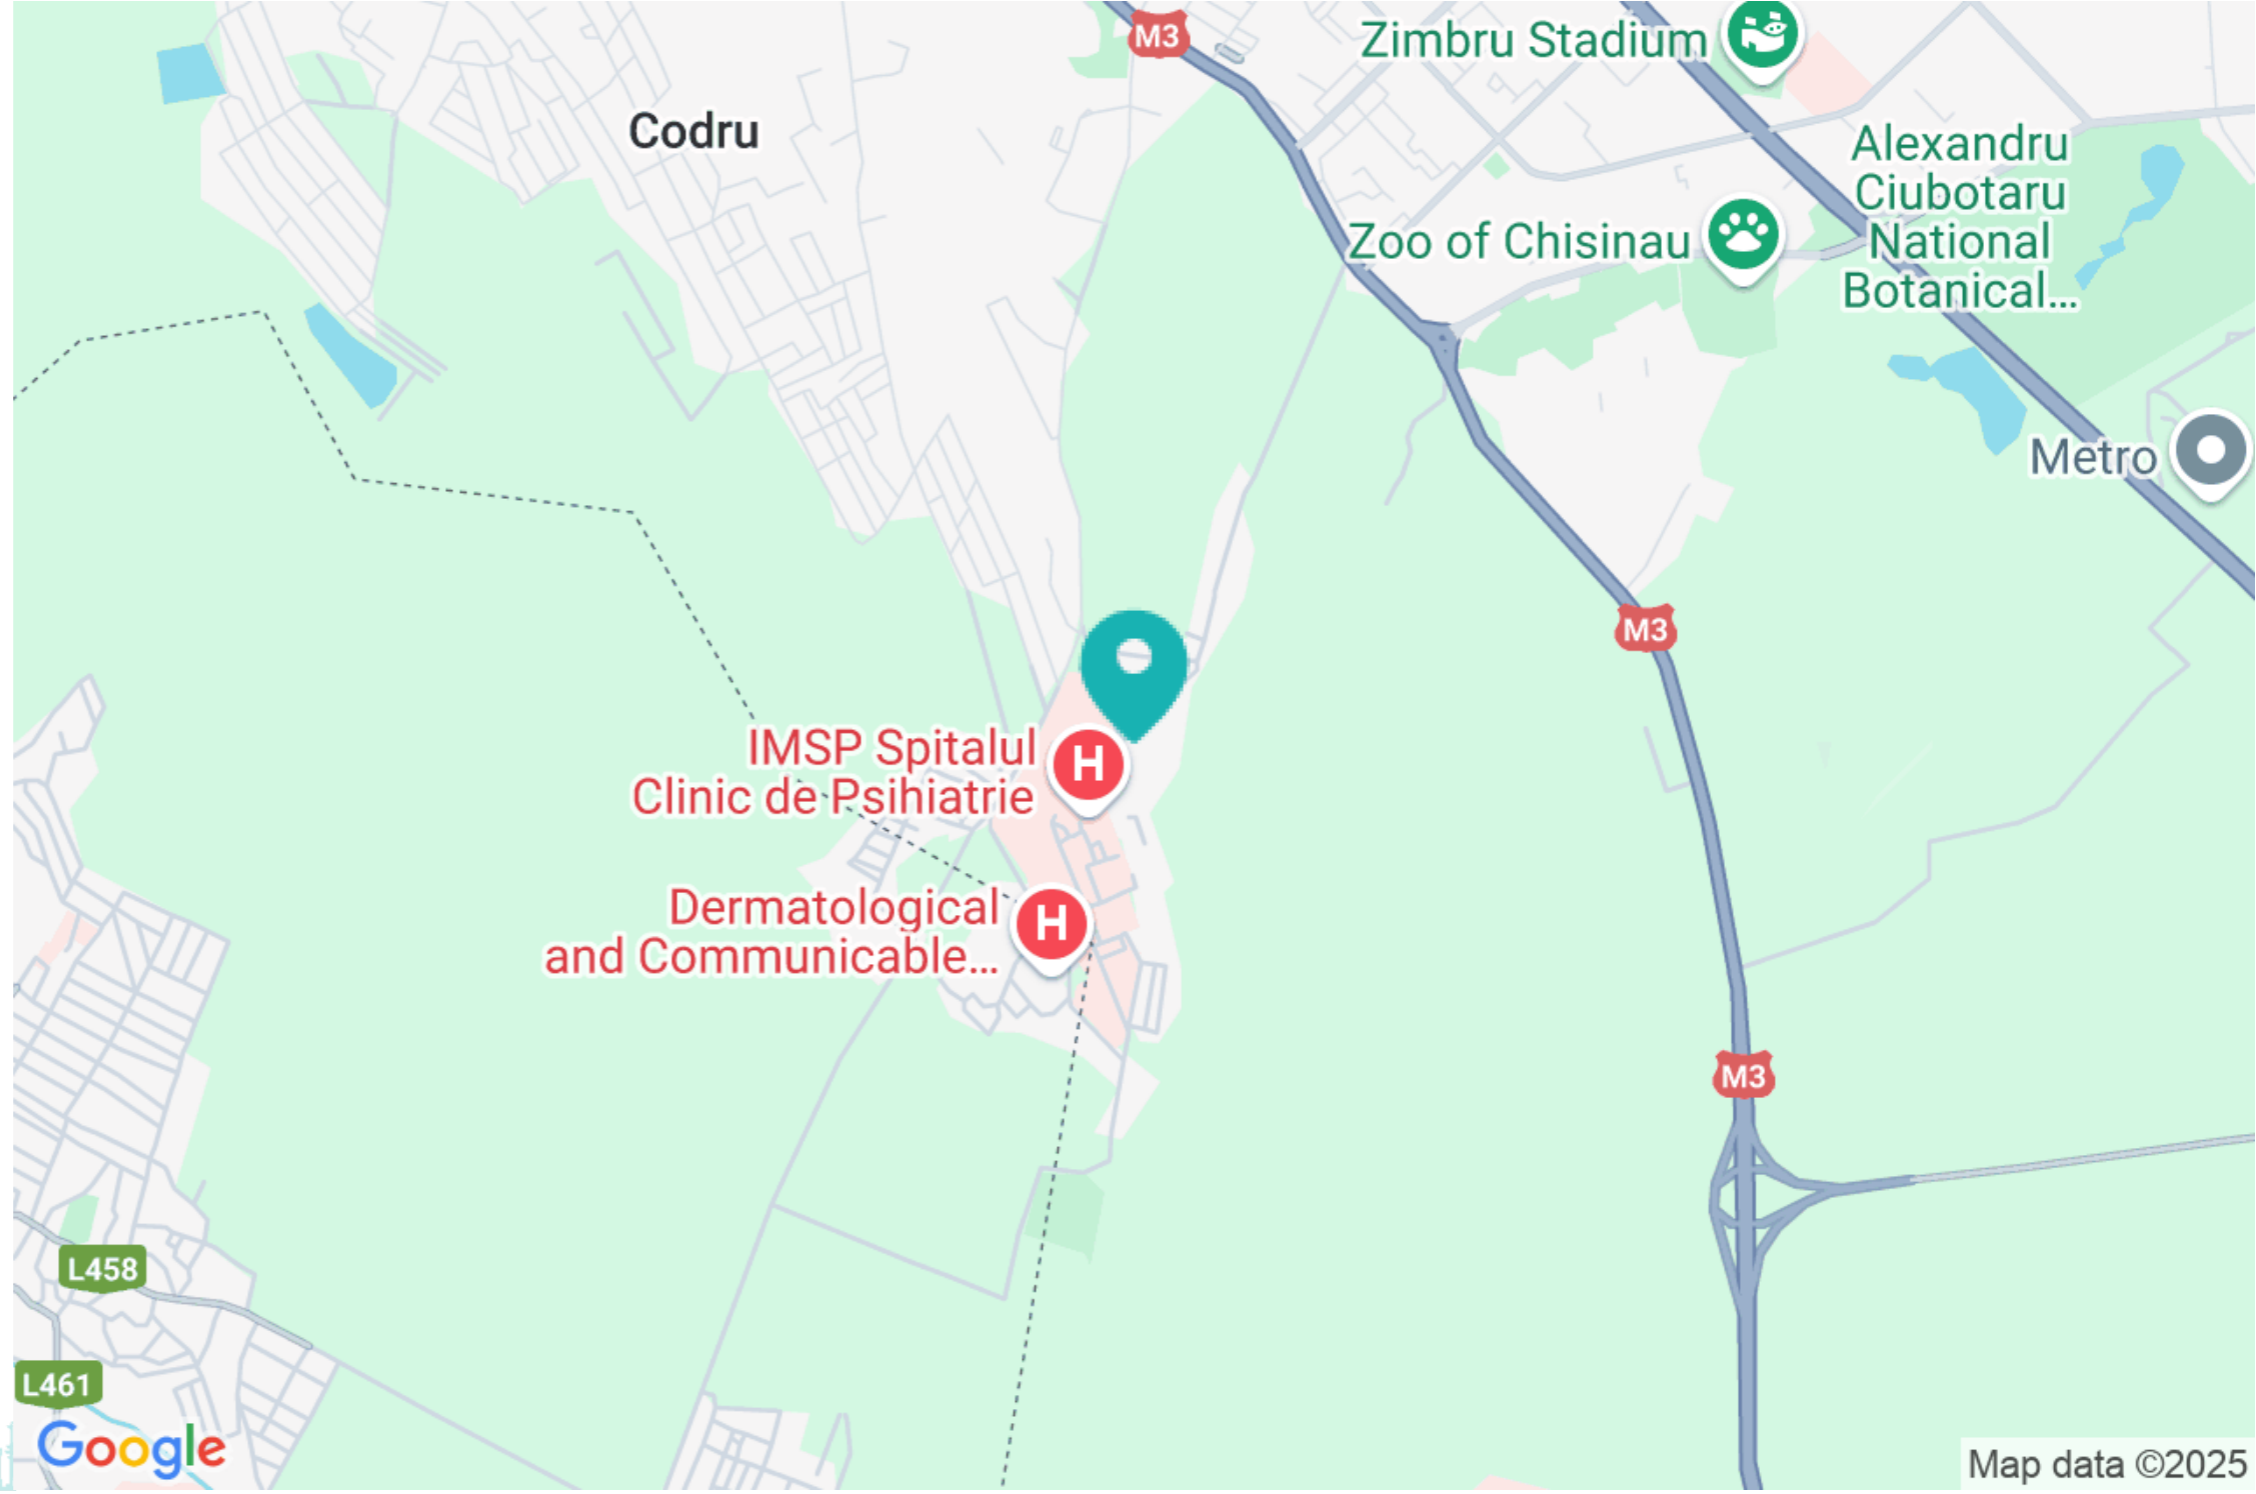 M3
Zimbru Stadium
Codru
Alexandru
Ciubotaru
National
Botanical...
Zoo of Chisinau
Metro
M3
IMSP Spitalul
Clinic de Psihiatrie
H
Dermatological
and Communicable...
H
M3
L458
L461
Google
Map data ©2025